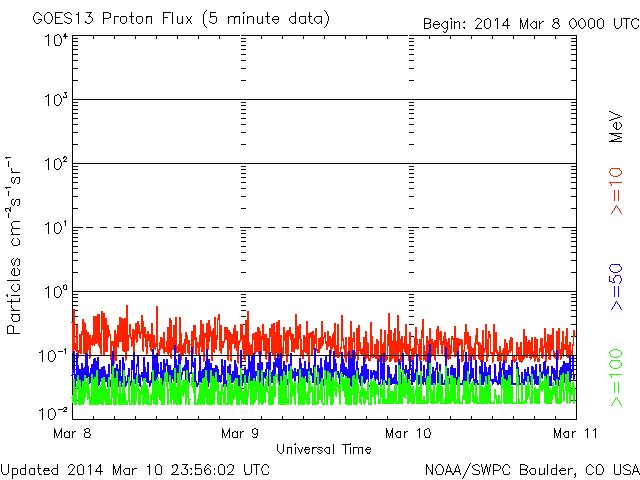 GOES13 Proton Flux (5 minute data)
Begin: 2014 Mar 8 0000 UTC
Particles cm⁻²s⁻¹sr⁻¹
10⁴
10³
10²
10¹
10⁰
10⁻¹
10⁻²
Mar 8 Mar 9 Mar 10 Mar 11
Universal Time
MeV
>=10
>=50
>=100
Updated 2014 Mar 10 23:56:02 UTC
NOAA/SWPC Boulder, CO USA